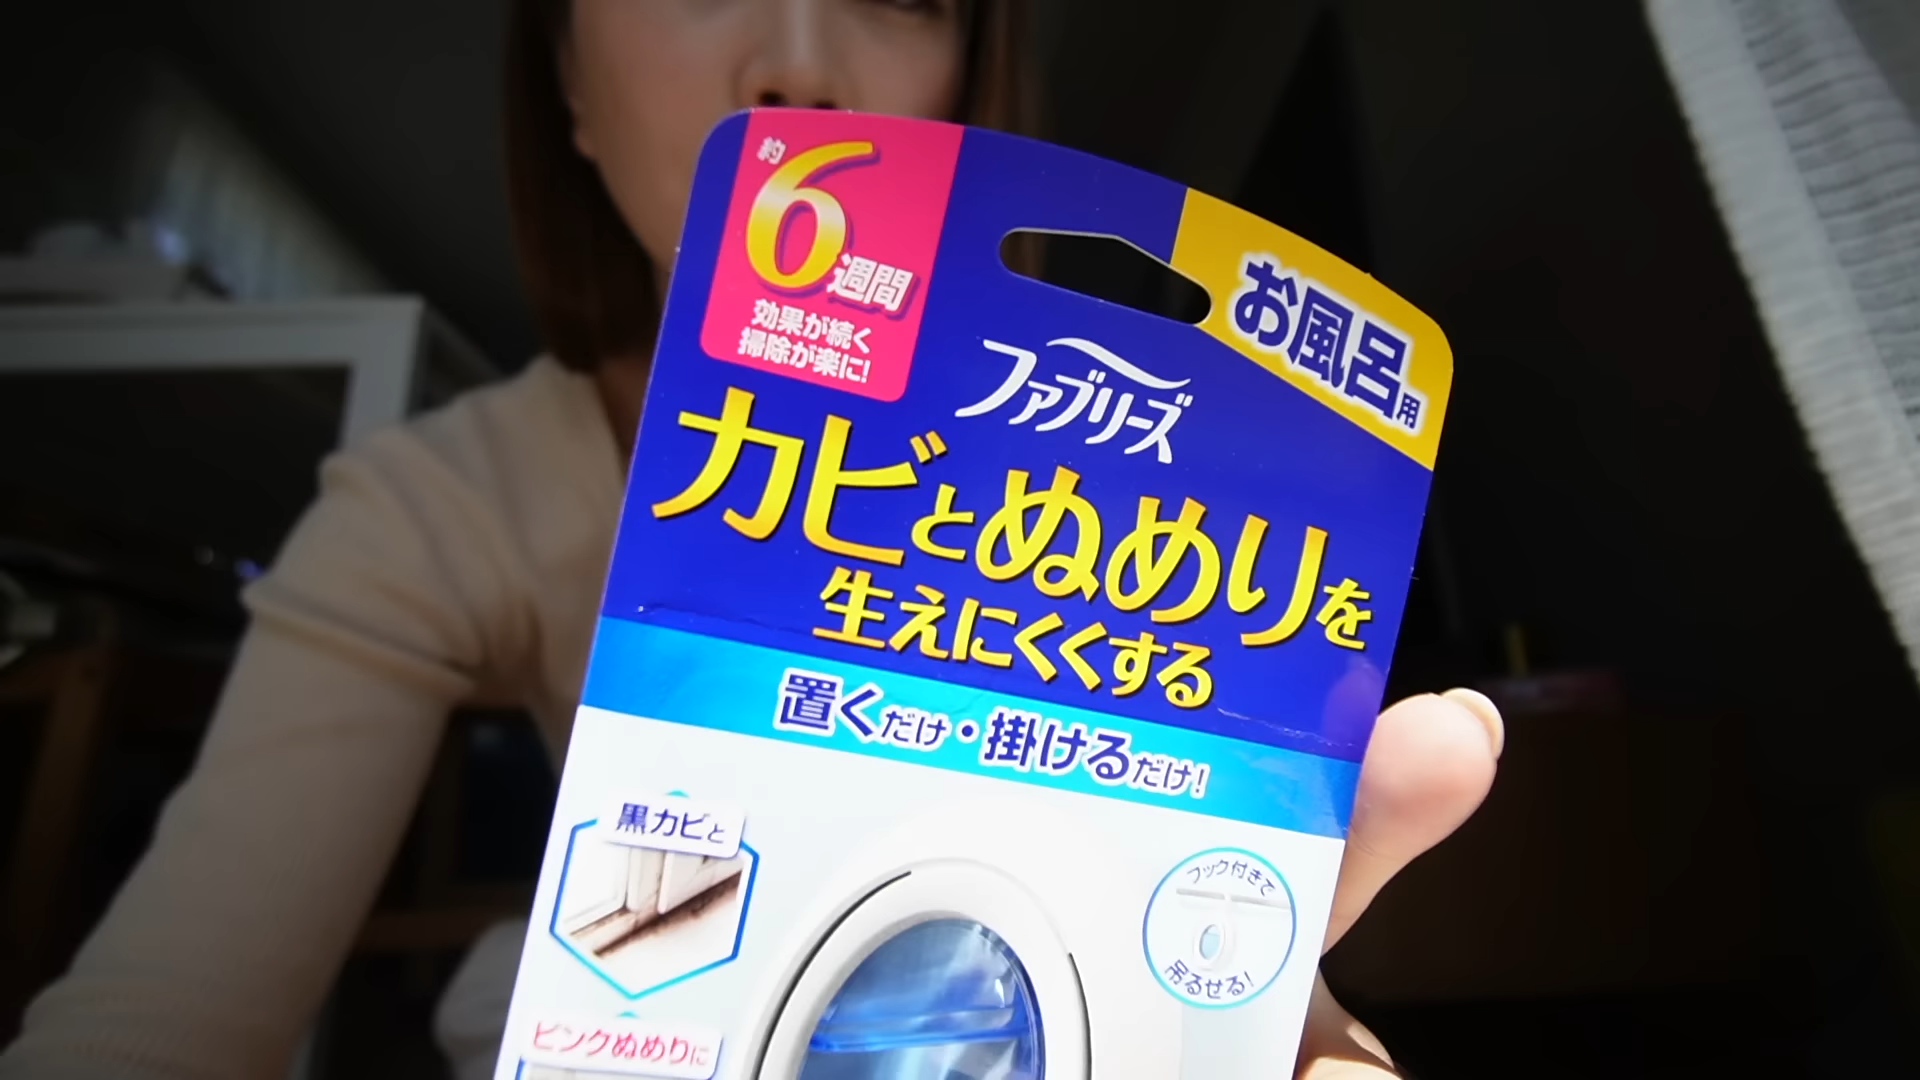 約6週間
効果が続く
掃除が楽に!
お風呂用
ファブリーズ
カビとぬめりを
生えにくくする
置くだけ・掛けるだけ!
黒カビと
フック付きで
吊るせる!
ピンクぬめりに